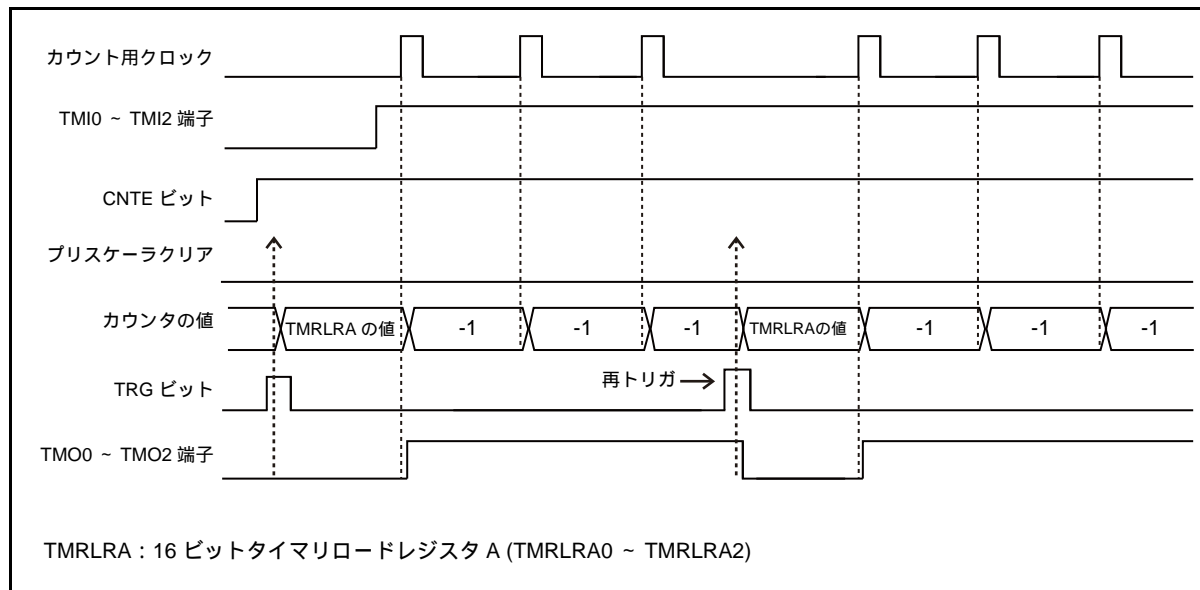 カウント用クロック
TMI0 ~ TMI2 端子
CNTE ビット
プリスケーラクリア
カウンタの値
TMRLRA の値
-1
-1
-1
TMRLRAの値
-1
-1
-1
再トリガ
TRG ビット
TMO0 ~ TMO2 端子
TMRLRA : 16 ビットタイマリロードレジスタ A (TMRLRA0 ~ TMRLRA2)